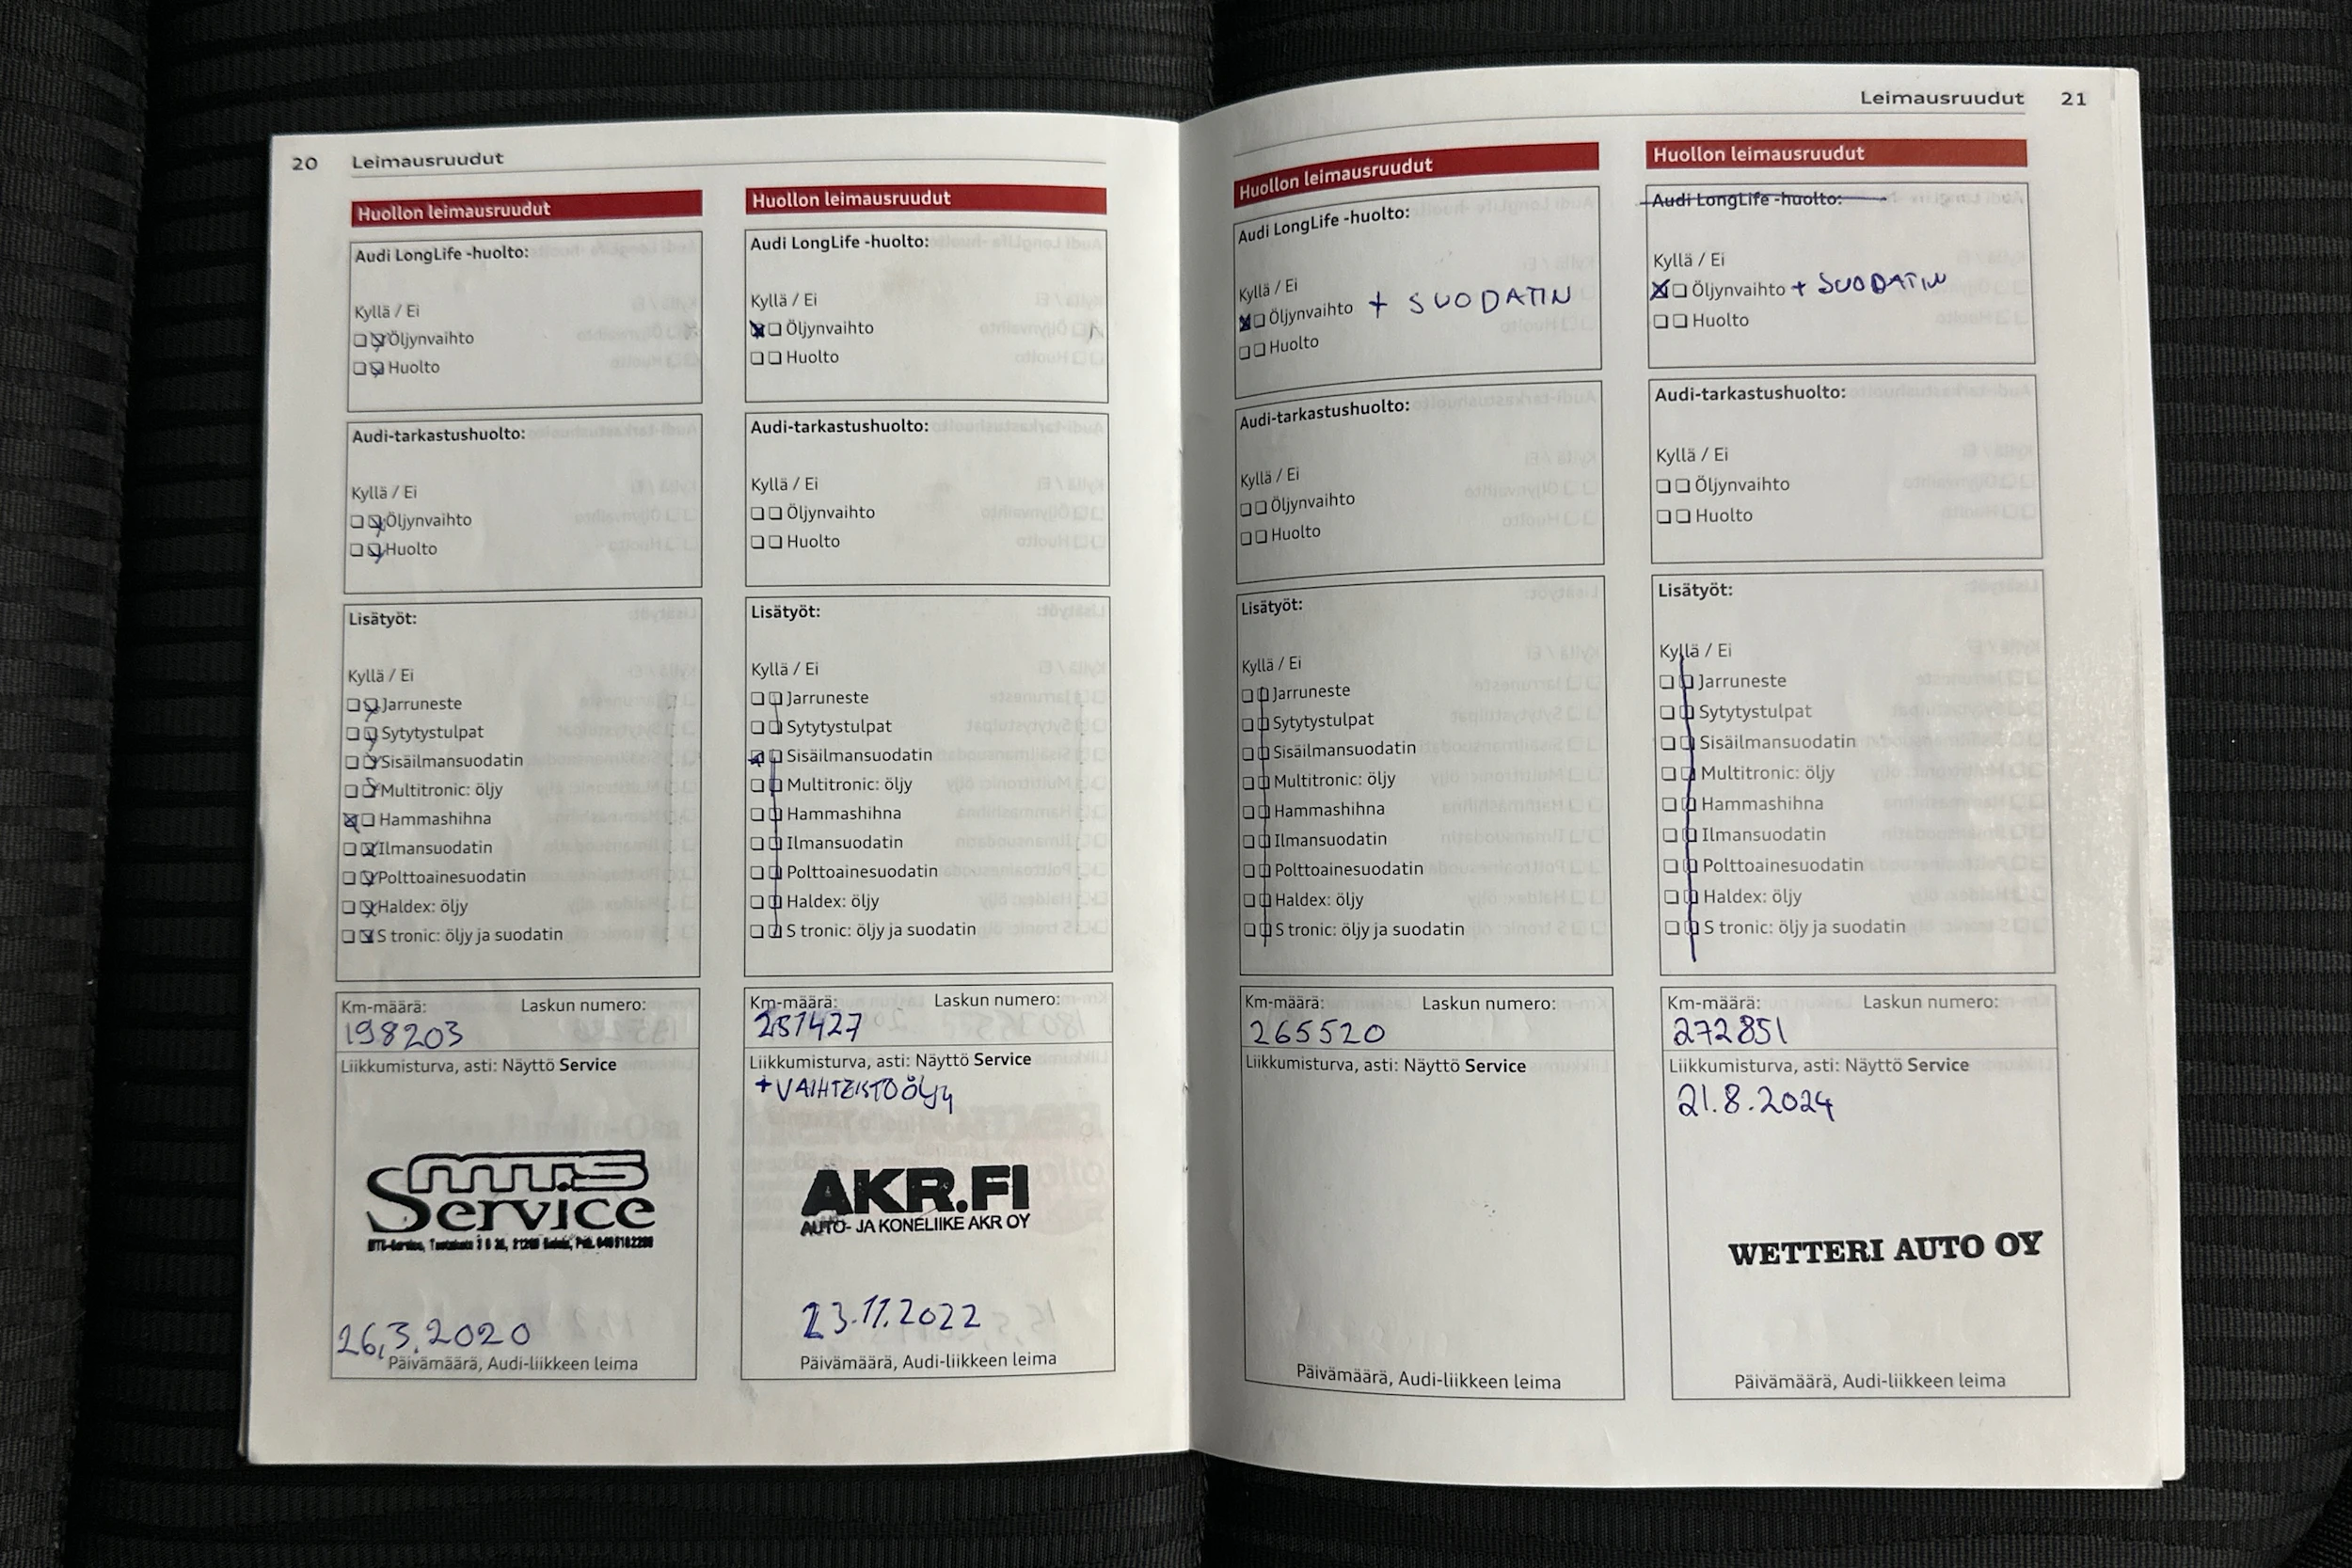 20 Leimausruudut
Huollon leimausruudut
Audi LongLife -huolto:
Kyllä / Ei
Öljynvaihto
Huolto
Audi-tarkastushuolto:
Kyllä / Ei
Öljynvaihto
Huolto
Lisätyöt:
Kyllä / Ei
Jarruneste
Sytytystulpat
Sisäilmansuodatin
Multitronic: öljy
Hammashihna
Ilmansuodatin
Polttoainesuodatin
Haldex: öljy
S tronic: öljy ja suodatin
Km-määrä: Laskun numero:
198203
Liikkumisturva, asti: Näyttö Service
MTS
Service
26.3.2020
Päivämäärä, Audi-liikkeen leima
Huollon leimausruudut
Audi LongLife -huolto:
Kyllä / Ei
Öljynvaihto
Huolto
Audi-tarkastushuolto:
Kyllä / Ei
Öljynvaihto
Huolto
Lisätyöt:
Kyllä / Ei
Jarruneste
Sytytystulpat
Sisäilmansuodatin
Multitronic: öljy
Hammashihna
Ilmansuodatin
Polttoainesuodatin
Haldex: öljy
S tronic: öljy ja suodatin
Km-määrä: Laskun numero:
Liikkumisturva, asti: Näyttö Service
+ VAIHTEISTOÖLJY
AKR.FI
AUTO- JA KONELIIKE AKR OY
23.11.2022
Päivämäärä, Audi-liikkeen leima
Leimausruudut 21
Huollon leimausruudut
Audi LongLife -huolto:
Kyllä / Ei
Öljynvaihto + SUODATIN
Huolto
Audi-tarkastushuolto:
Kyllä / Ei
Öljynvaihto
Huolto
Lisätyöt:
Kyllä / Ei
Jarruneste
Sytytystulpat
Sisäilmansuodatin
Multitronic: öljy
Hammashihna
Ilmansuodatin
Polttoainesuodatin
Haldex: öljy
S tronic: öljy ja suodatin
Km-määrä: Laskun numero:
265520
Liikkumisturva, asti: Näyttö Service
Päivämäärä, Audi-liikkeen leima
Huollon leimausruudut
Audi LongLife -huolto:
Kyllä / Ei
Öljynvaihto + SUODATIN
Huolto
Audi-tarkastushuolto:
Kyllä / Ei
Öljynvaihto
Huolto
Lisätyöt:
Kyllä / Ei
Jarruneste
Sytytystulpat
Sisäilmansuodatin
Multitronic: öljy
Hammashihna
Ilmansuodatin
Polttoainesuodatin
Haldex: öljy
S tronic: öljy ja suodatin
Km-määrä: Laskun numero:
272851
Liikkumisturva, asti: Näyttö Service
21.8.2024
WETTERI AUTO OY
Päivämäärä, Audi-liikkeen leima